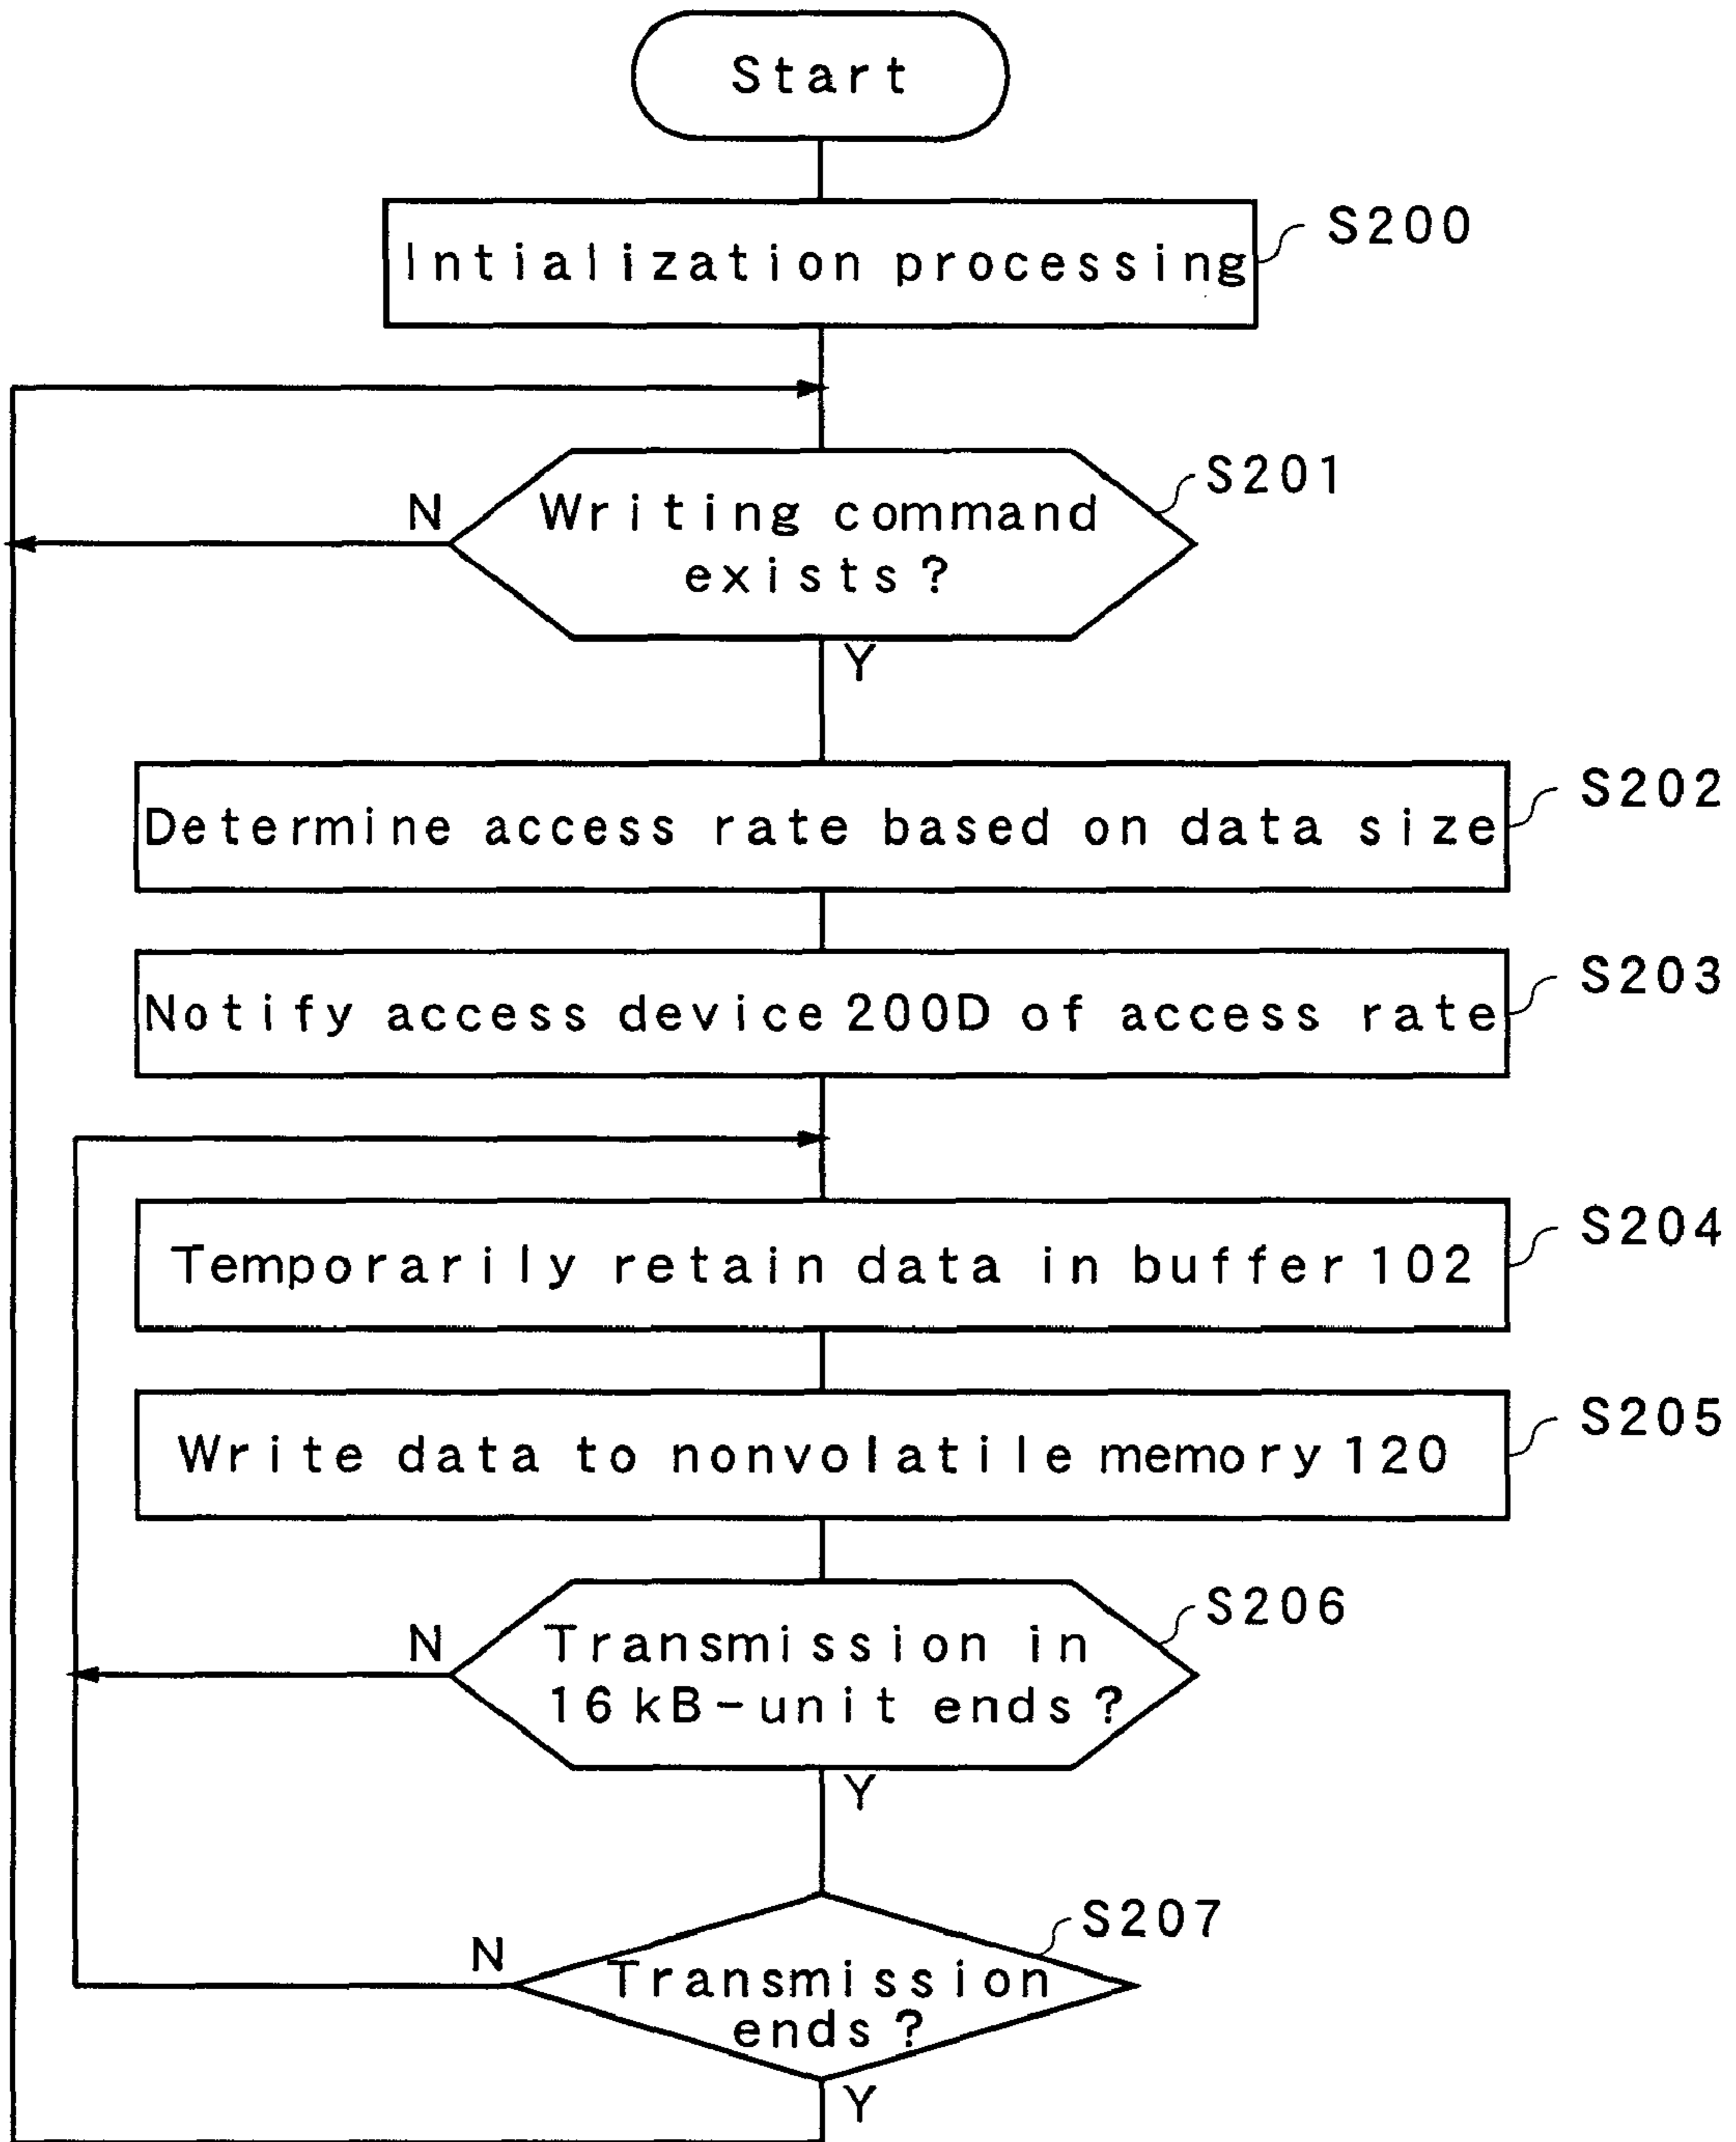 Start
Intialization processing
S200
S201
N
Writing command
exists?
Y
S202
Determine access rate based on data size
S203
Notify access device 200D of access rate
S204
Temporarily retain data in buffer 102
S205
Write data to nonvolatile memory 120
S206
N
Transmission in
16kB-unit ends?
Y
S207
N
Transmission
ends?
Y